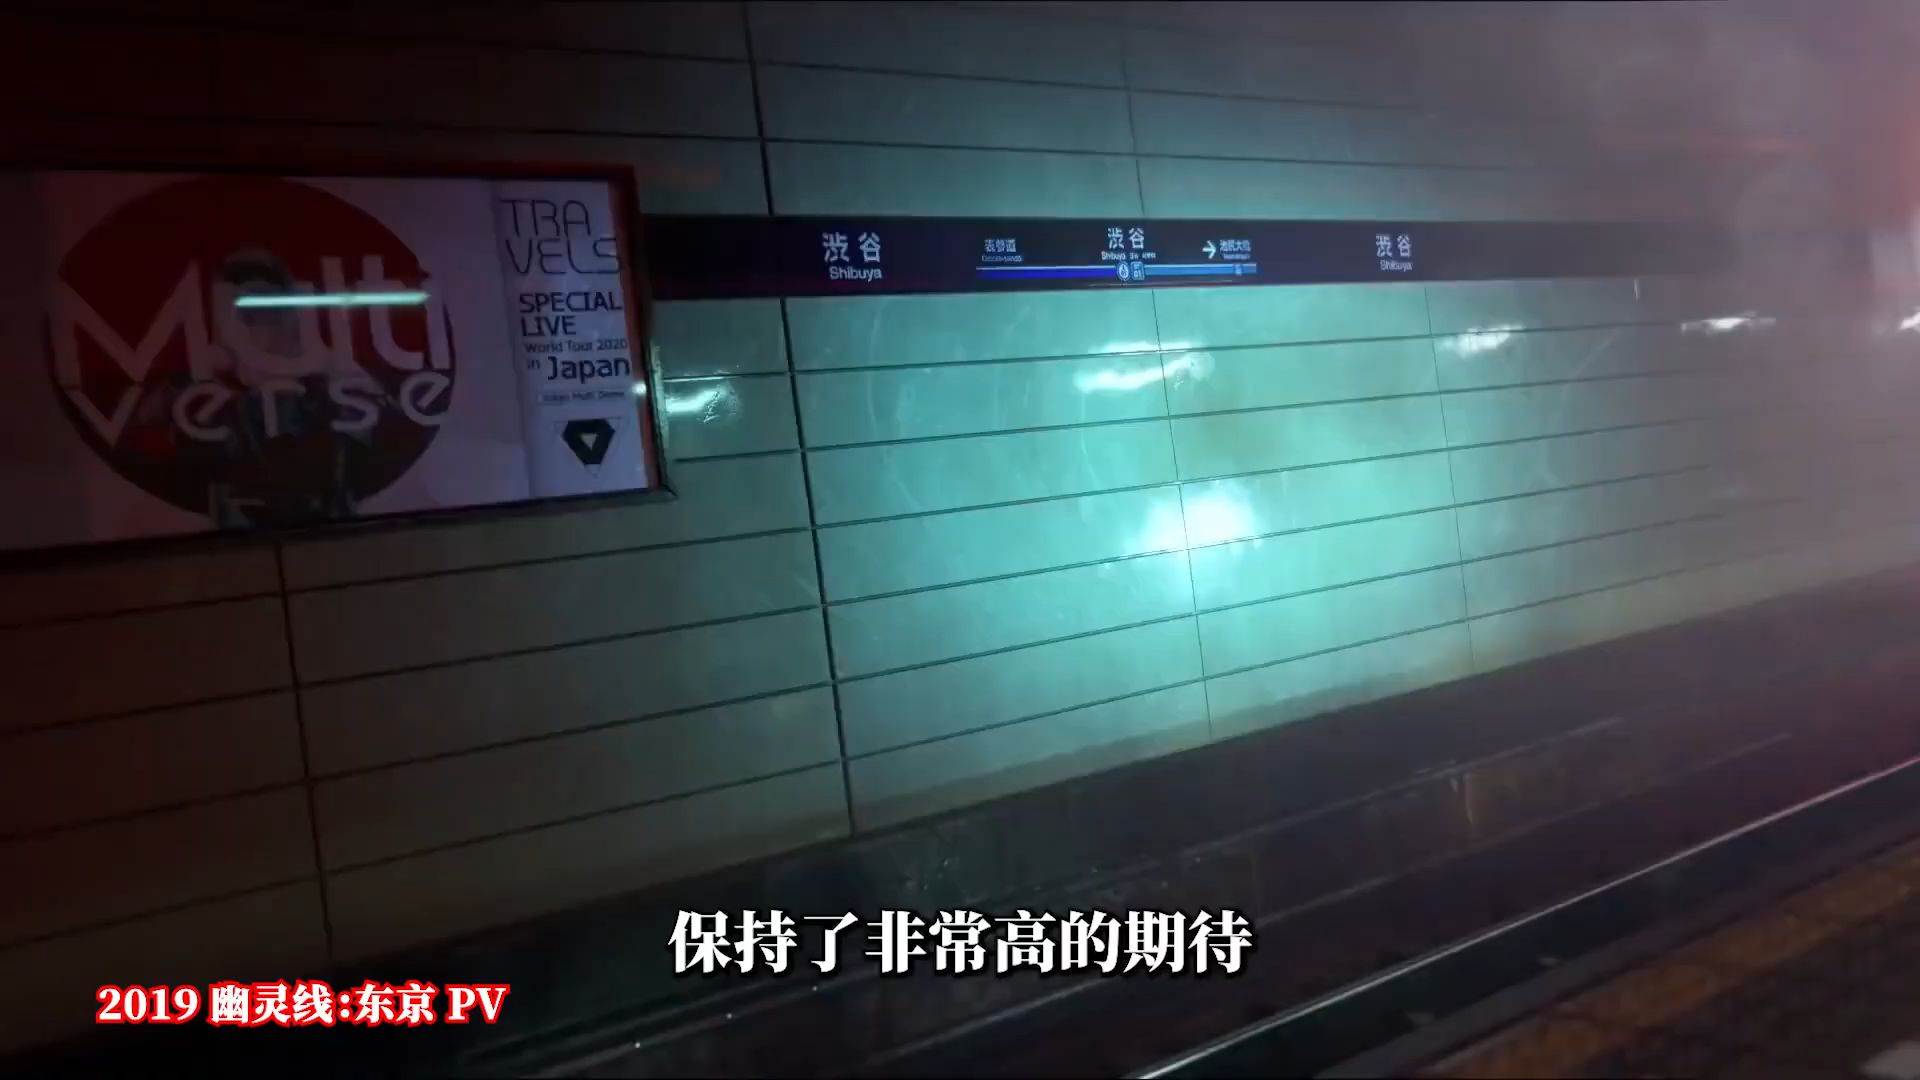 Multi
verse
TRA
VELS
SPECIAL
LIVE
World Tour 2020
in Japan
渋谷
Shibuya
表参道
渋谷
Shibuya
渋谷
Shibuya
保持了非常高的期待
2019 幽灵线:东京 PV